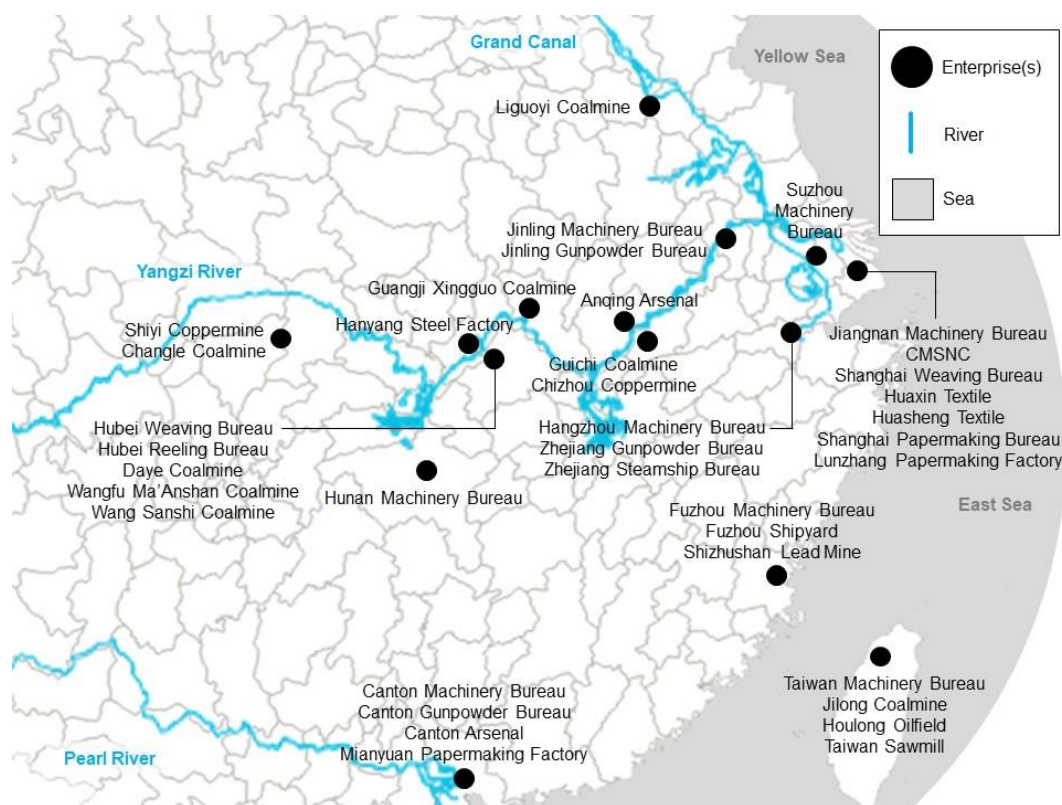 Grand Canal
Yellow Sea
Enterprise(s)
River
Sea
Liguoyi Coalmine
Suzhou
Machinery
Bureau
Jinling Machinery Bureau
Jinling Gunpowder Bureau
Yangzi River
Guangji Xingguo Coalmine
Anqing Arsenal
Shiyi Coppermine
Changle Coalmine
Hanyang Steel Factory
Guichi Coalmine
Chizhou Coppermine
Jiangnan Machinery Bureau
CMSNC
Shanghai Weaving Bureau
Huaxin Textile
Huasheng Textile
Shanghai Papermaking Bureau
Lunzhang Papermaking Factory
Hubei Weaving Bureau
Hubei Reeling Bureau
Daye Coalmine
Wangfu Ma'Anshan Coalmine
Wang Sanshi Coalmine
Hangzhou Machinery Bureau
Zhejiang Gunpowder Bureau
Zhejiang Steamship Bureau
Hunan Machinery Bureau
Fuzhou Machinery Bureau
Fuzhou Shipyard
Shizhushan Lead Mine
East Sea
Canton Machinery Bureau
Canton Gunpowder Bureau
Canton Arsenal
Mianyuan Papermaking Factory
Taiwan Machinery Bureau
Jilong Coalmine
Houlong Oilfield
Taiwan Sawmill
Pearl River